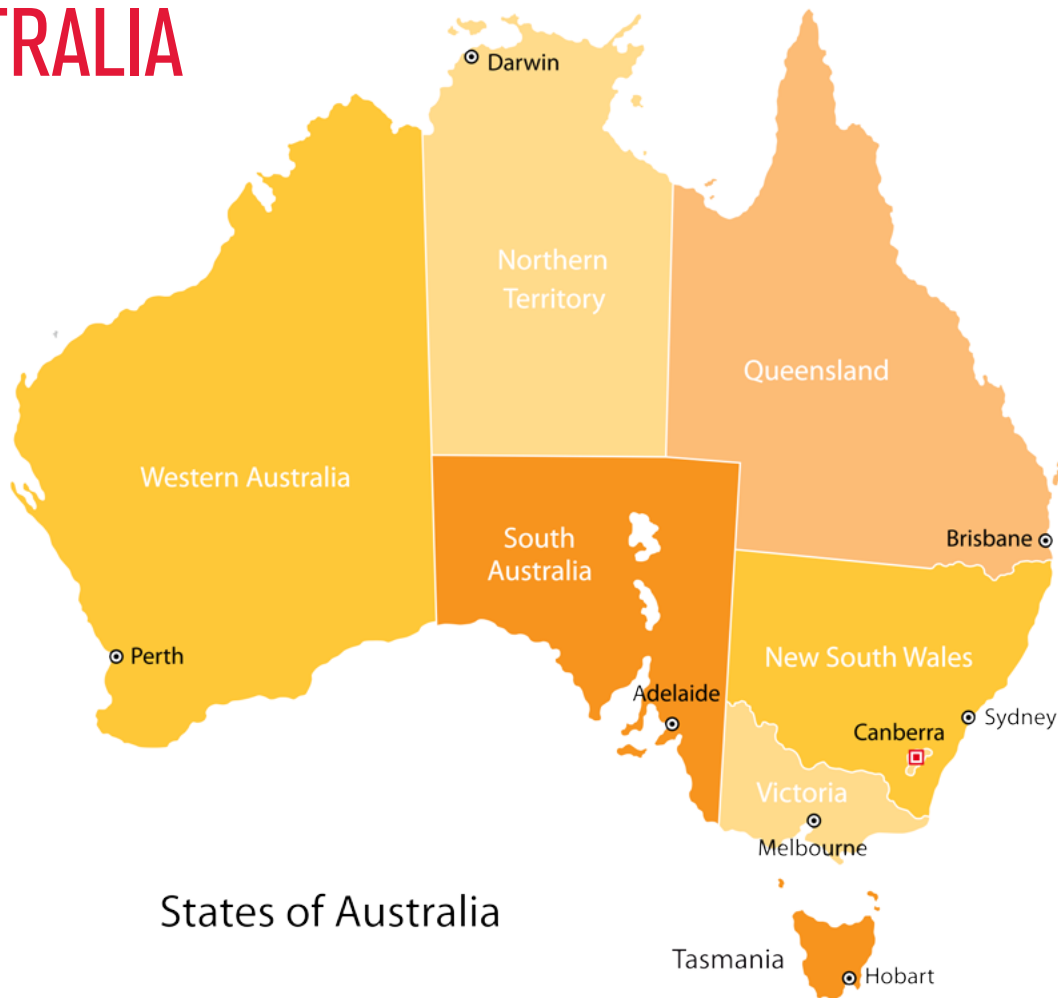 TRALIA
Darwin
Northern
Territory
Queensland
Western Australia
South
Australia
Brisbane
Perth
New South Wales
Adelaide
Sydney
Canberra
Victoria
Melbourne
States of Australia
Tasmania
Hobart